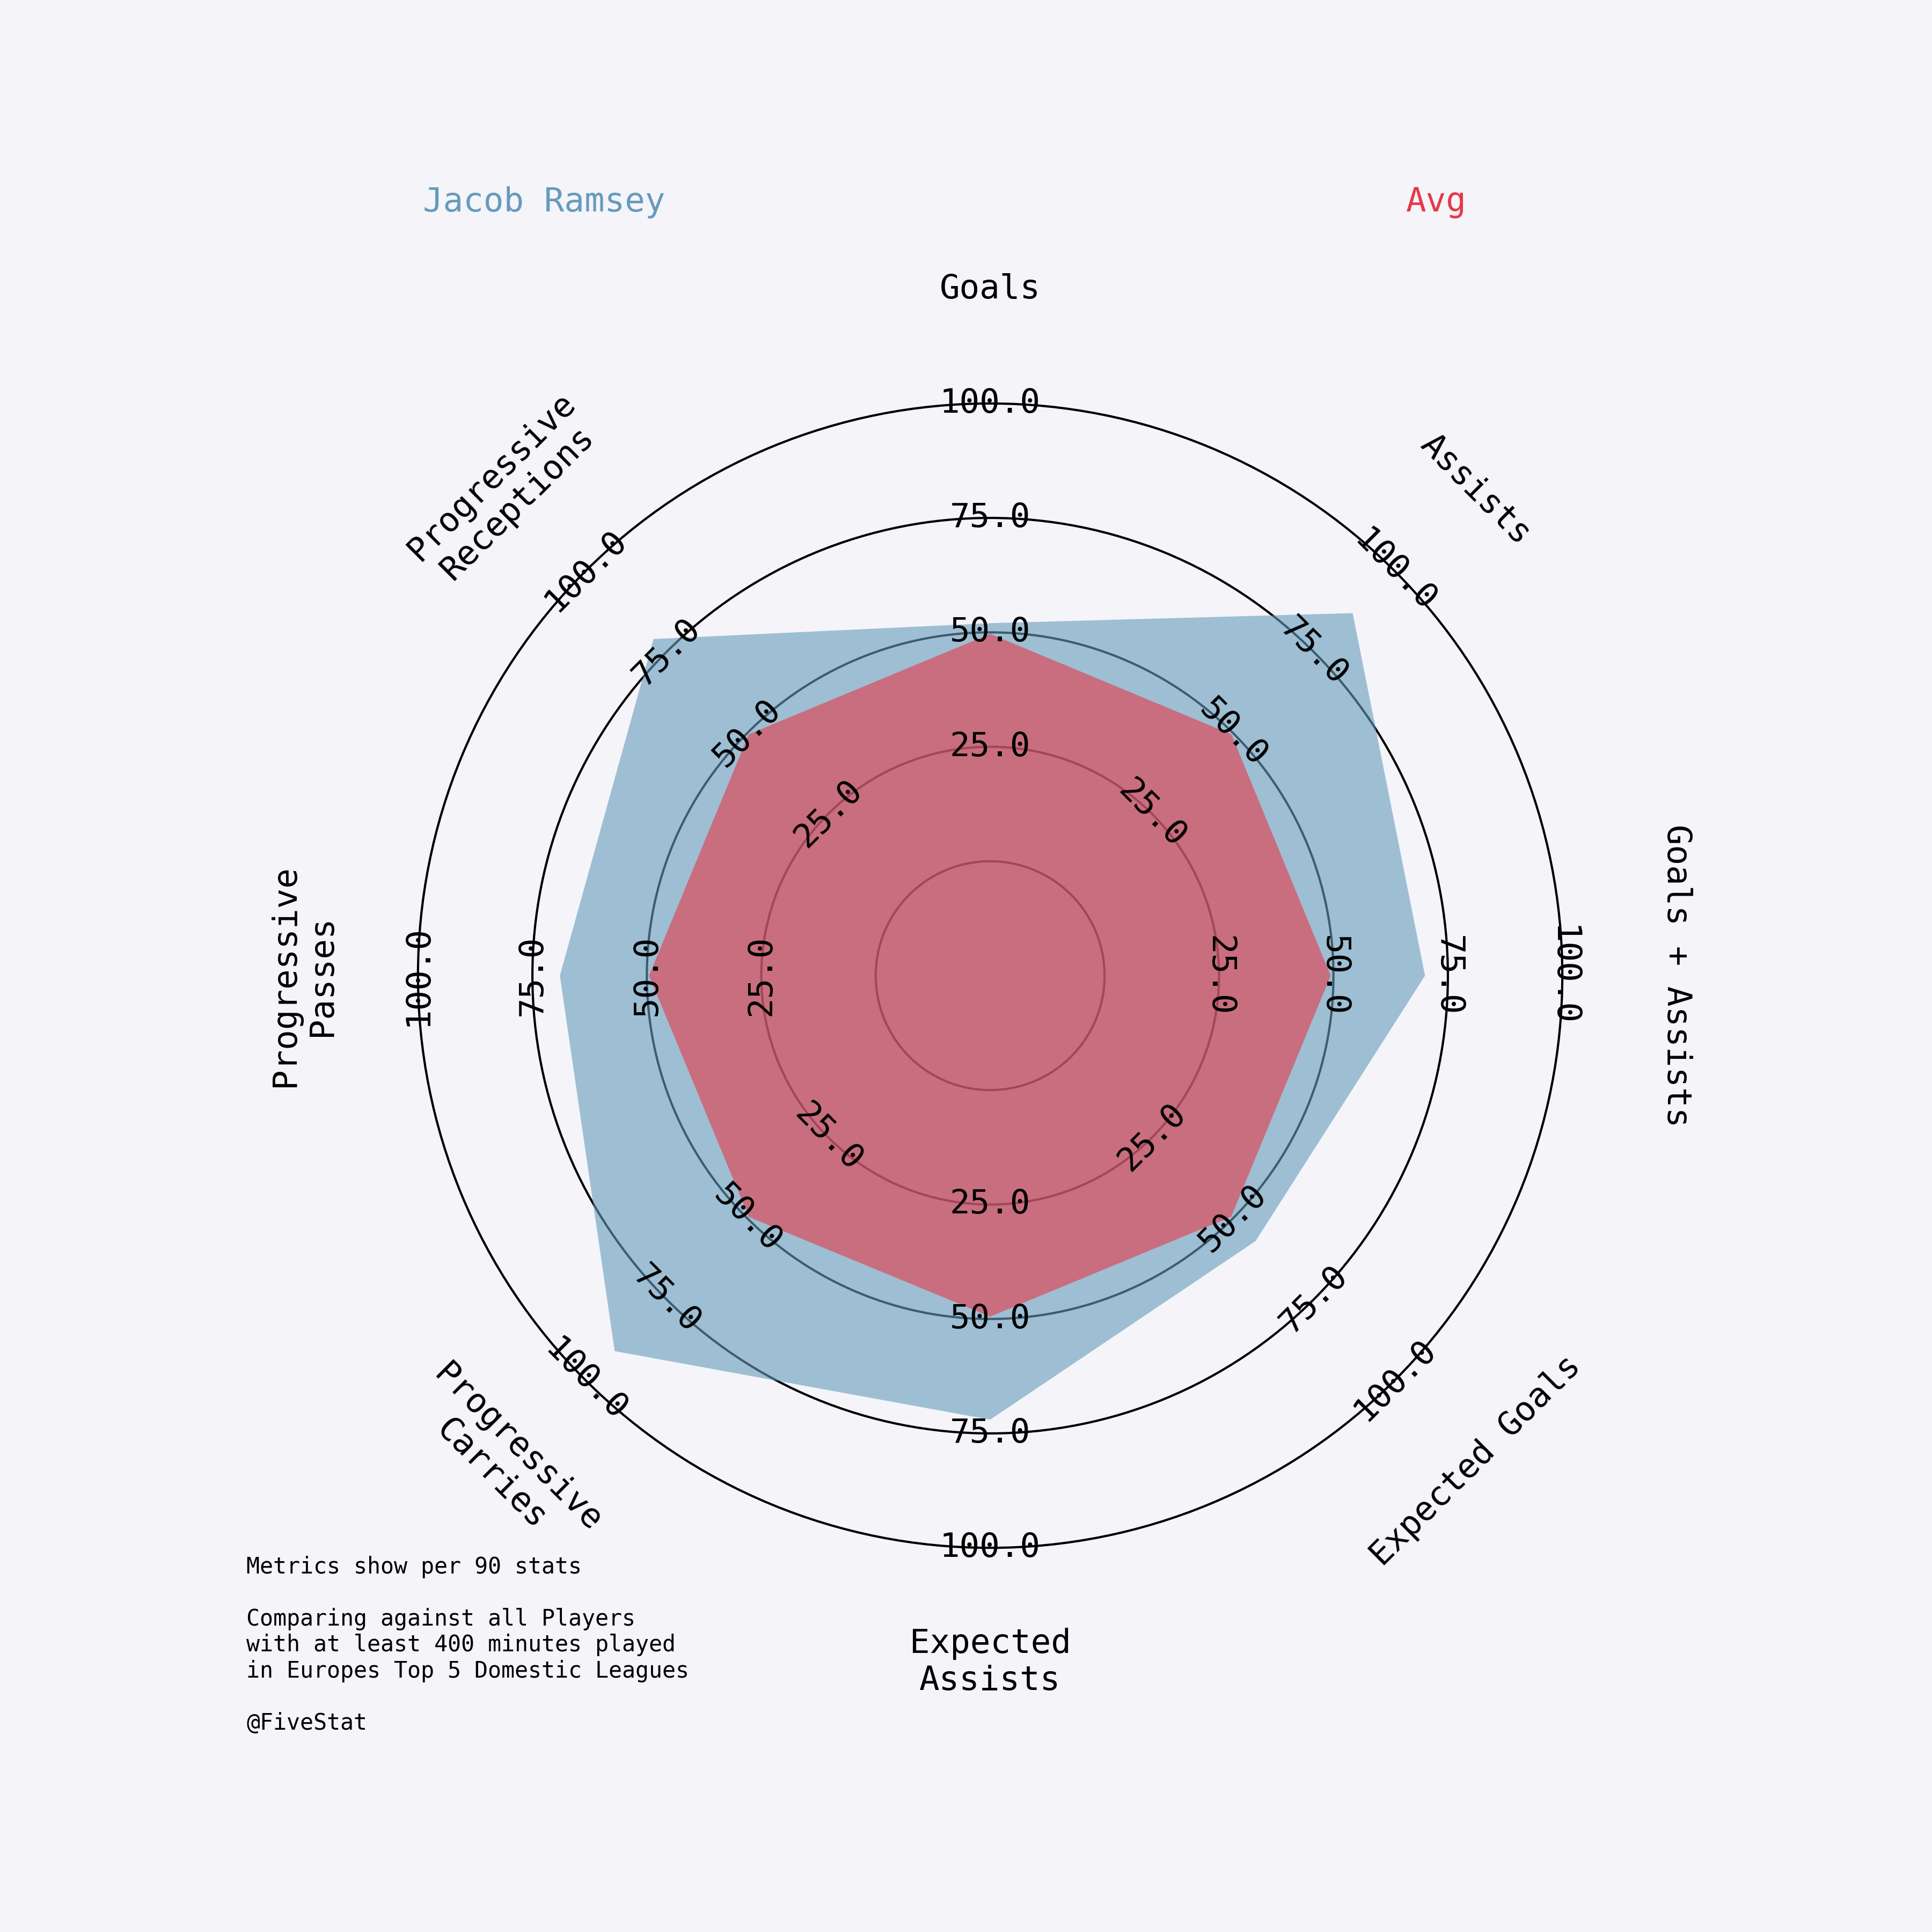 Jacob Ramsey
Avg
Goals
Assists
Goals + Assists
Expected Goals
Expected
Assists
Progressive
Carries
Progressive
Passes
Progressive
Receptions
25.0
50.0
75.0
100.0
25.0
50.0
75.0
100.0
25.0
50.0
75.0
100.0
25.0
50.0
75.0
100.0
25.0
50.0
75.0
100.0
25.0
50.0
75.0
100.0
25.0
50.0
75.0
100.0
25.0
50.0
75.0
100.0
Metrics show per 90 stats
Comparing against all Players
with at least 400 minutes played
in Europes Top 5 Domestic Leagues
@FiveStat